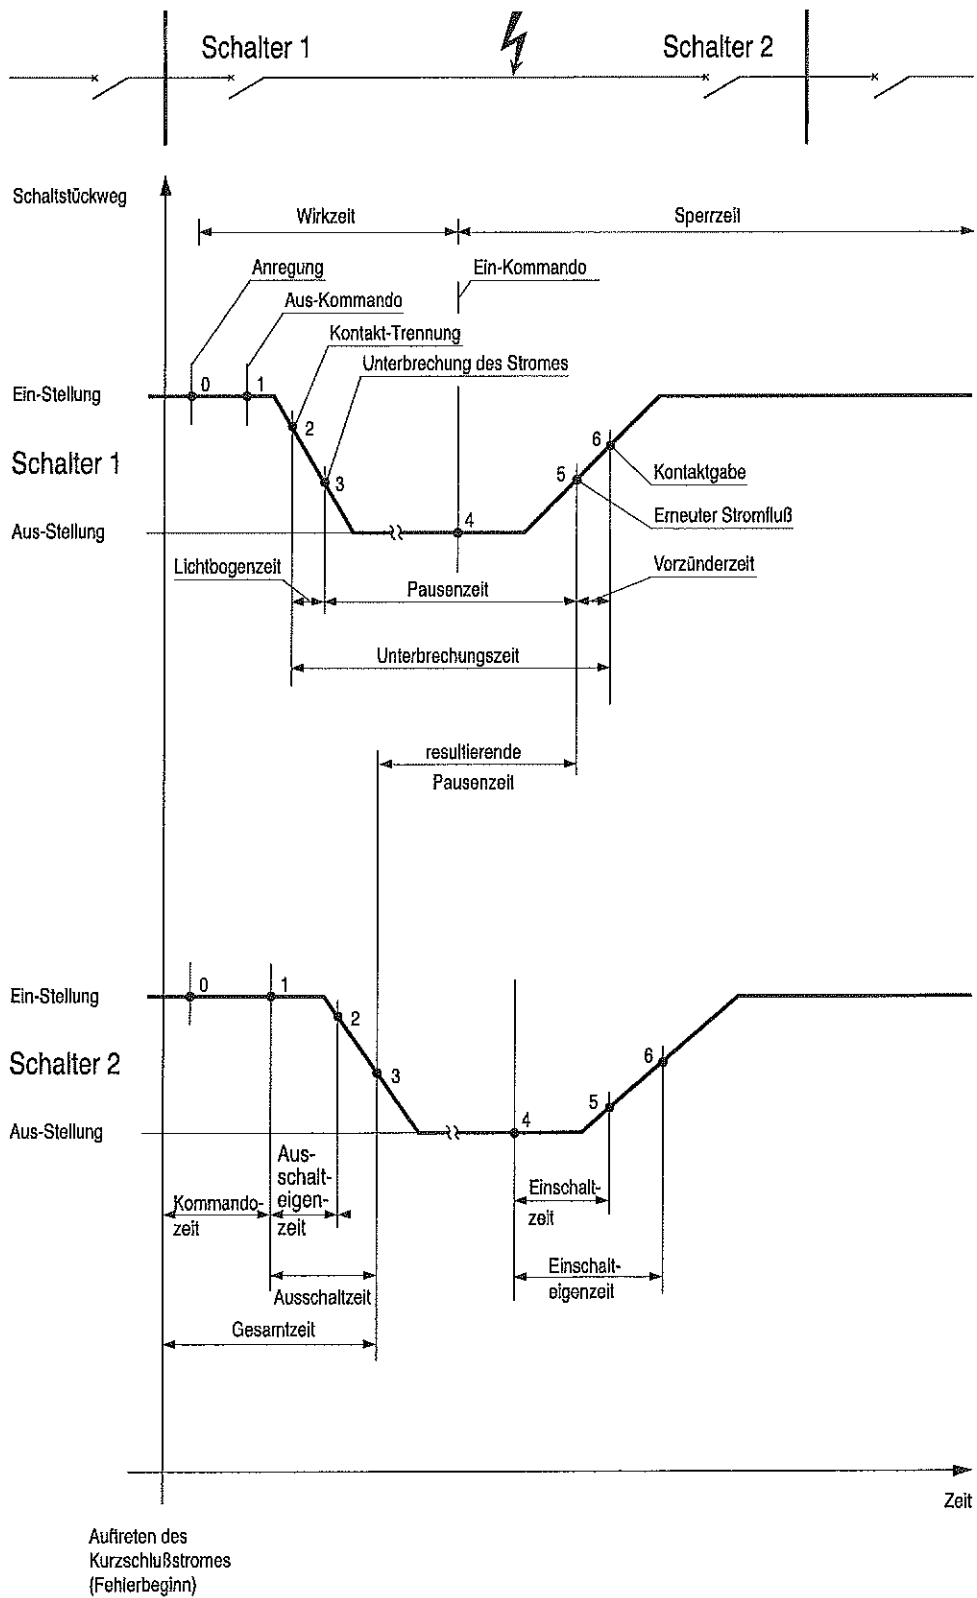 Schalter 1
Schalter 2
Schaltstückweg
Wirkzeit
Sperrzeit
Anregung
Ein-Kommando
Aus-Kommando
Kontakt-Trennung
Unterbrechung des Stromes
Ein-Stellung
0
1
2
3
Schalter 1
6
5
Kontaktgabe
Erneuter Stromfluß
Aus-Stellung
4
Lichtbogenzeit
Pausenzeit
Vorzünderzeit
Unterbrechungszeit
resultierende
Pausenzeit
Ein-Stellung
0
1
2
Schalter 2
3
6
5
Aus-Stellung
4
Kommando-
zeit
Aus-
schalt-
eigen-
zeit
Einschalt-
zeit
Ausschaltzeit
Einschalt-
eigenzeit
Gesamtzeit
Zeit
Auftreten des
Kurzschlußstromes
(Fehlerbeginn)